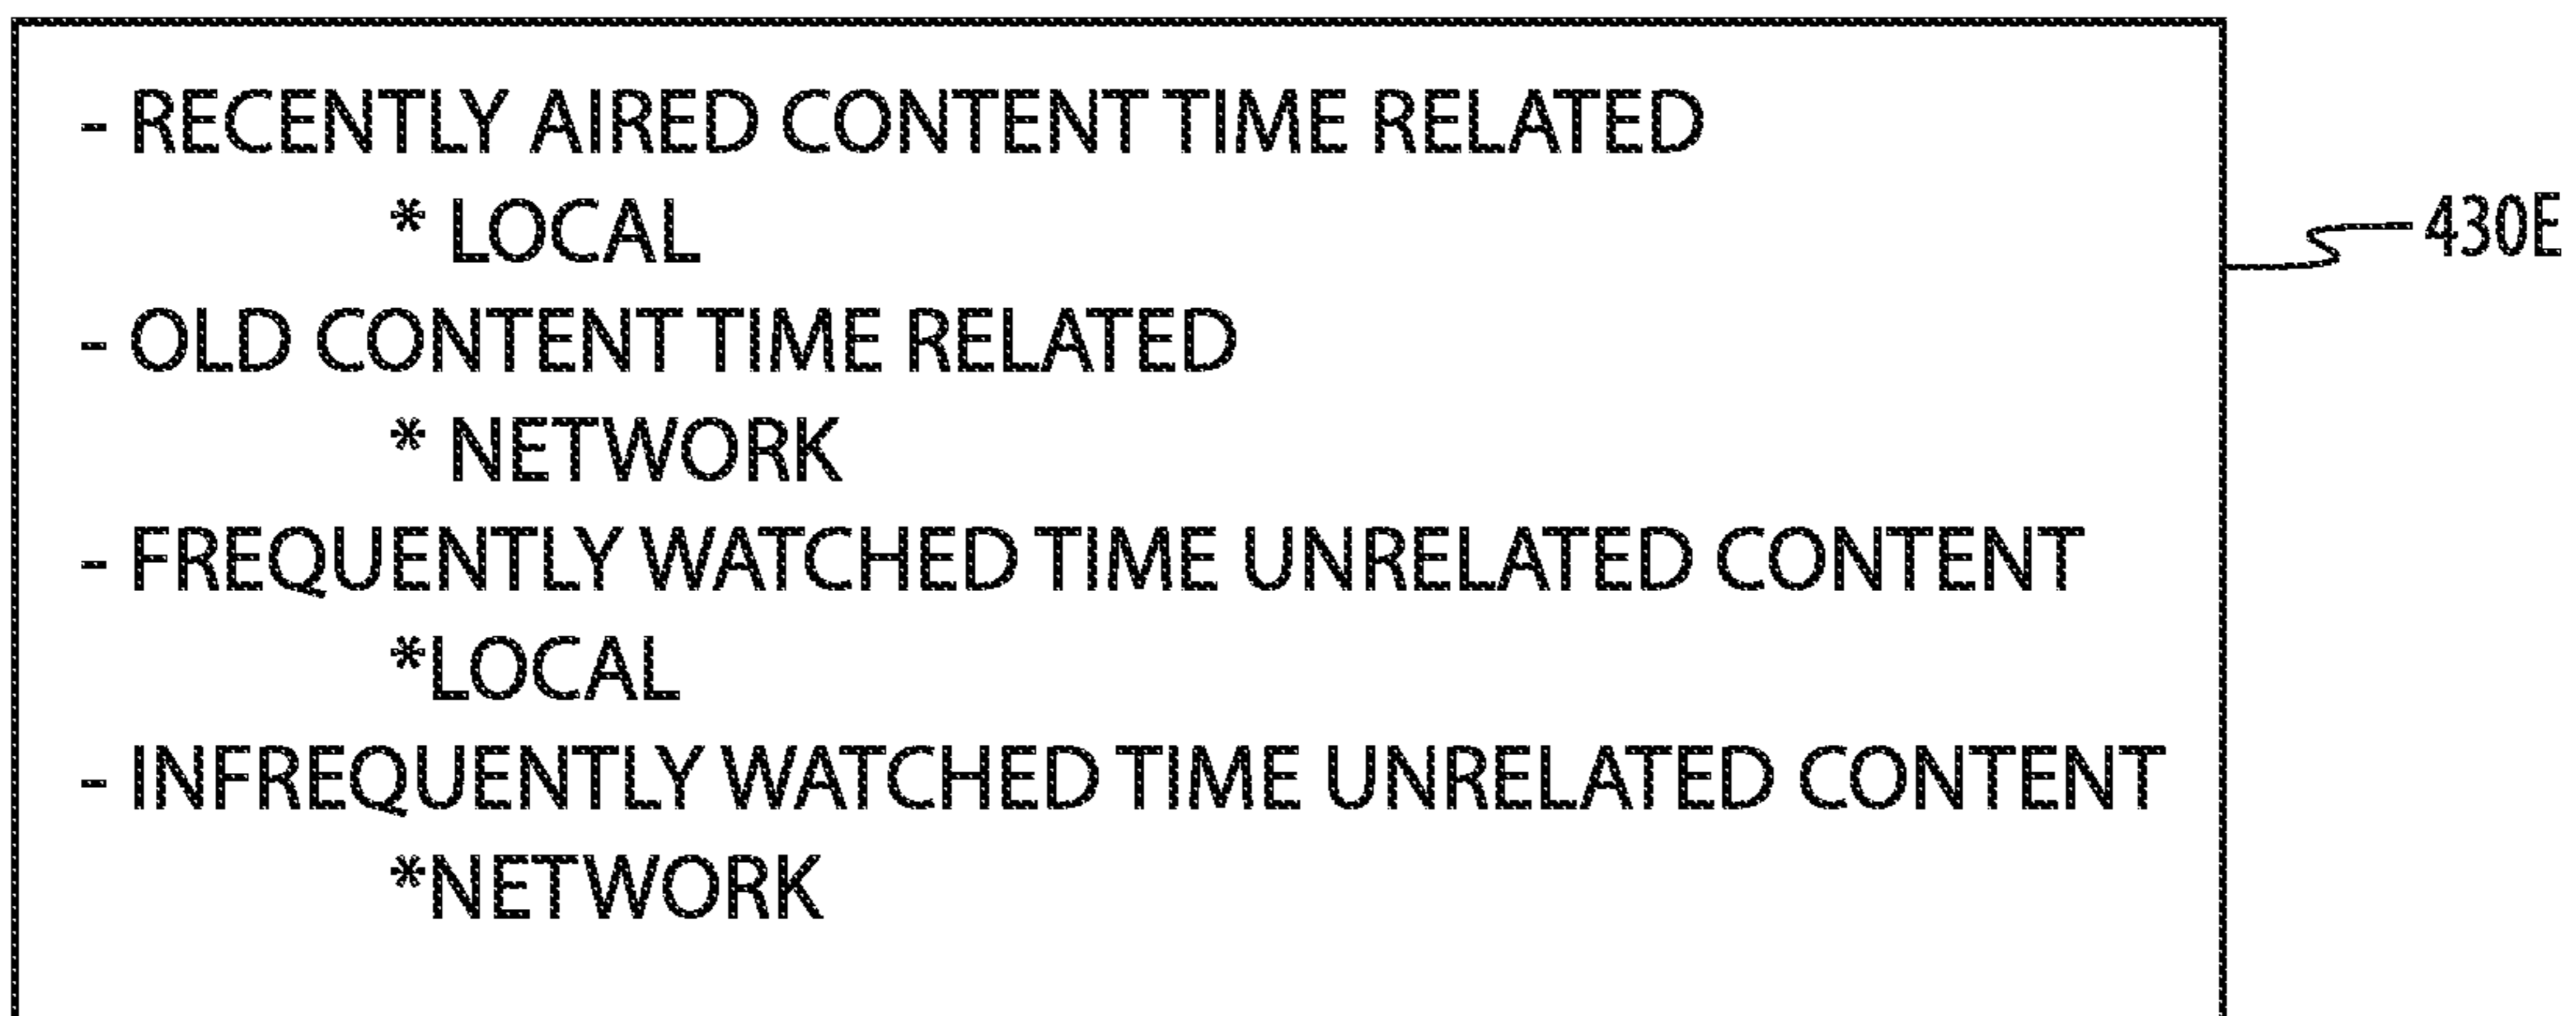 - RECENTLY AIRED CONTENT TIME RELATED
* LOCAL
430E
- OLD CONTENT TIME RELATED
* NETWORK
- FREQUENTLY WATCHED TIME UNRELATED CONTENT
*LOCAL
- INFREQUENTLY WATCHED TIME UNRELATED CONTENT
*NETWORK